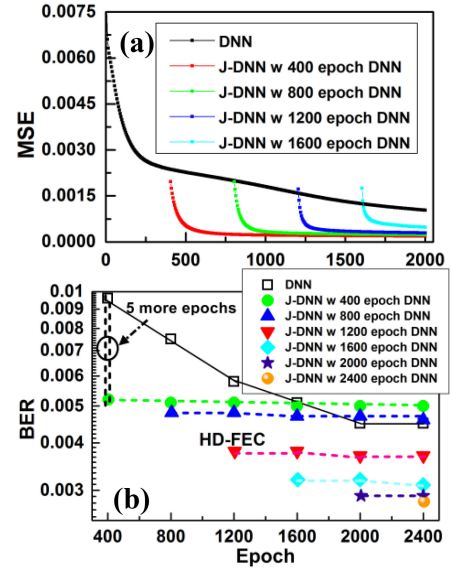 0.0075
0.0060
0.0045
0.0030
0.0015
0.0000
MSE
(a)
DNN
J-DNN w 400 epoch DNN
J-DNN w 800 epoch DNN
J-DNN w 1200 epoch DNN
J-DNN w 1600 epoch DNN
0 500 1000 1500 2000
0.01
0.009
0.008
0.007
0.006
0.005
0.004
0.003
BER
5 more epochs
DNN
J-DNN w 400 epoch DNN
J-DNN w 800 epoch DNN
J-DNN w 1200 epoch DNN
J-DNN w 1600 epoch DNN
J-DNN w 2000 epoch DNN
J-DNN w 2400 epoch DNN
HD-FEC
(b)
400 800 1200 1600 2000 2400
Epoch